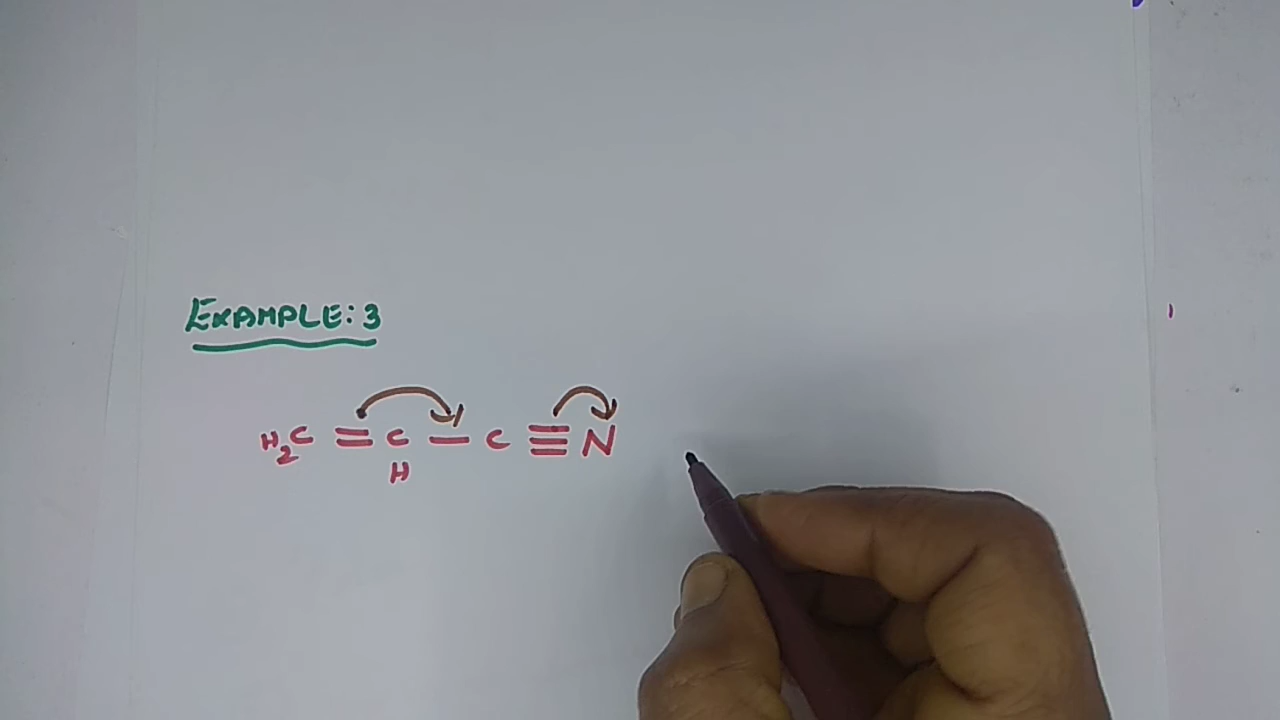 EXAMPLE: 3
H₂C = C — C ≡ N
H